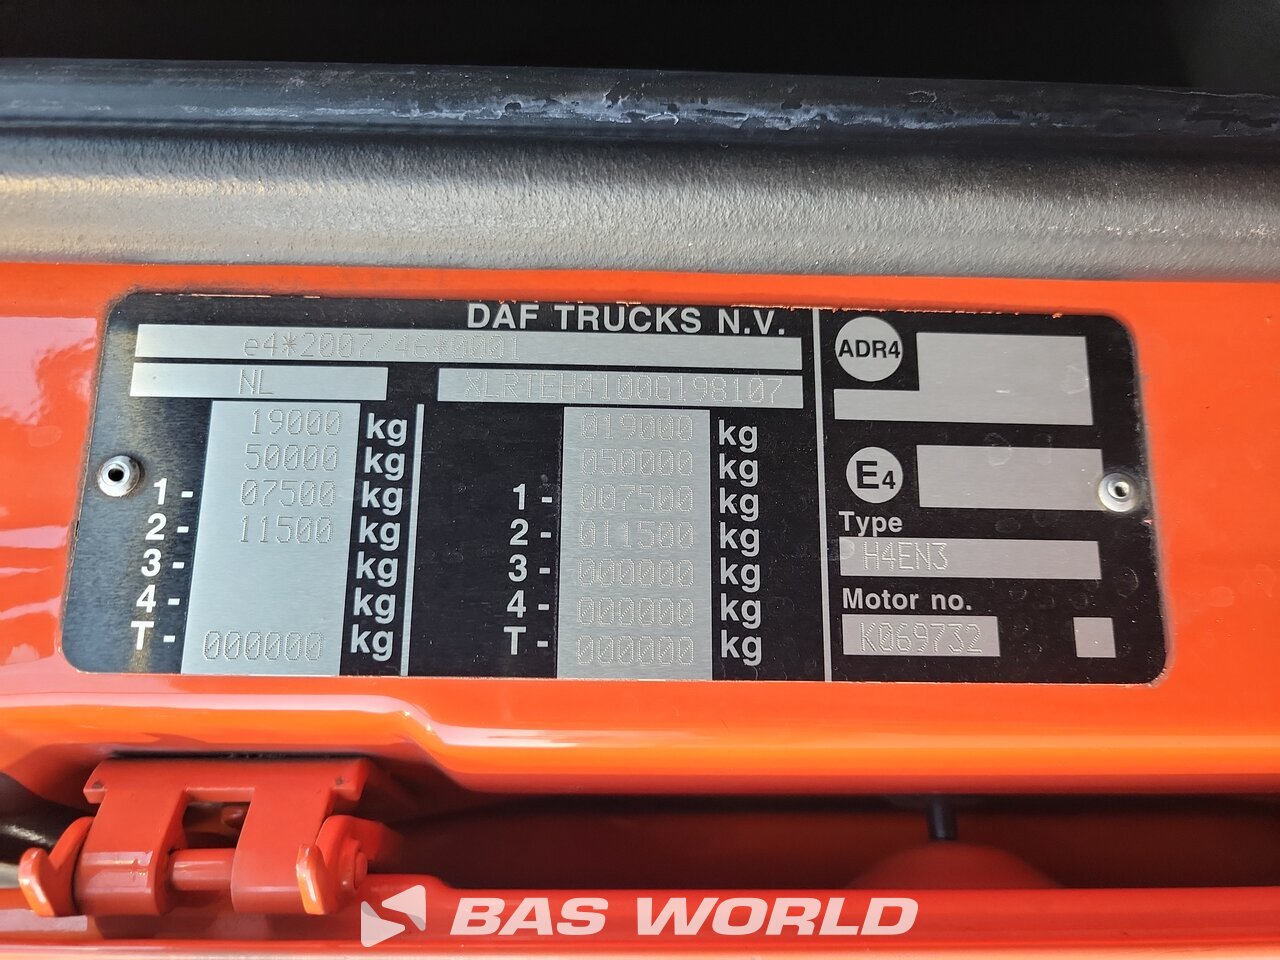 DAF TRUCKS N.V.
e4*2007/46*0001
NL XLRTEH4100G198107
19000 kg 019000 kg
50000 kg 050000 kg
1- 07500 kg 1- 007500 kg
2- 11500 kg 2- 011500 kg
3- kg 3- 000000 kg
4- kg 4- 000000 kg
T- 000000 kg T- 000000 kg
ADR4
E4
Type
H4EN3
Motor no.
K069732
BAS WORLD